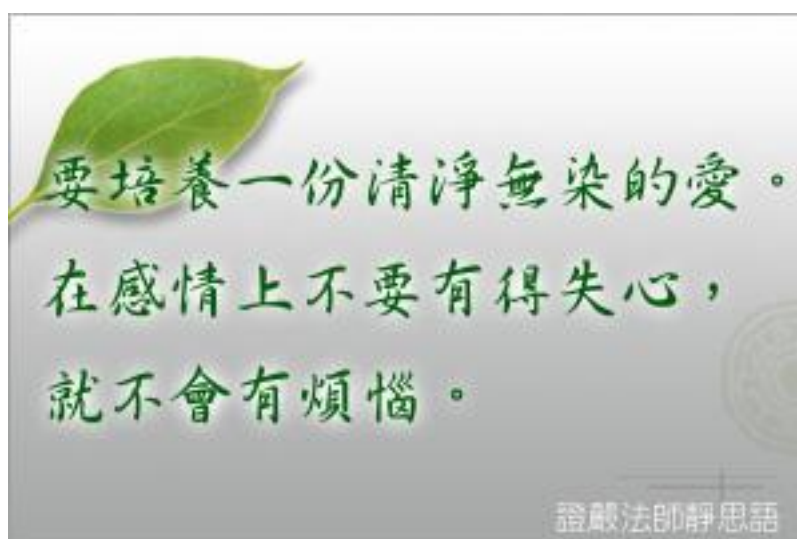 要培養一份清淨無染的愛。
在感情上不要有得失心，
就不會有煩惱。
證嚴法師靜思語